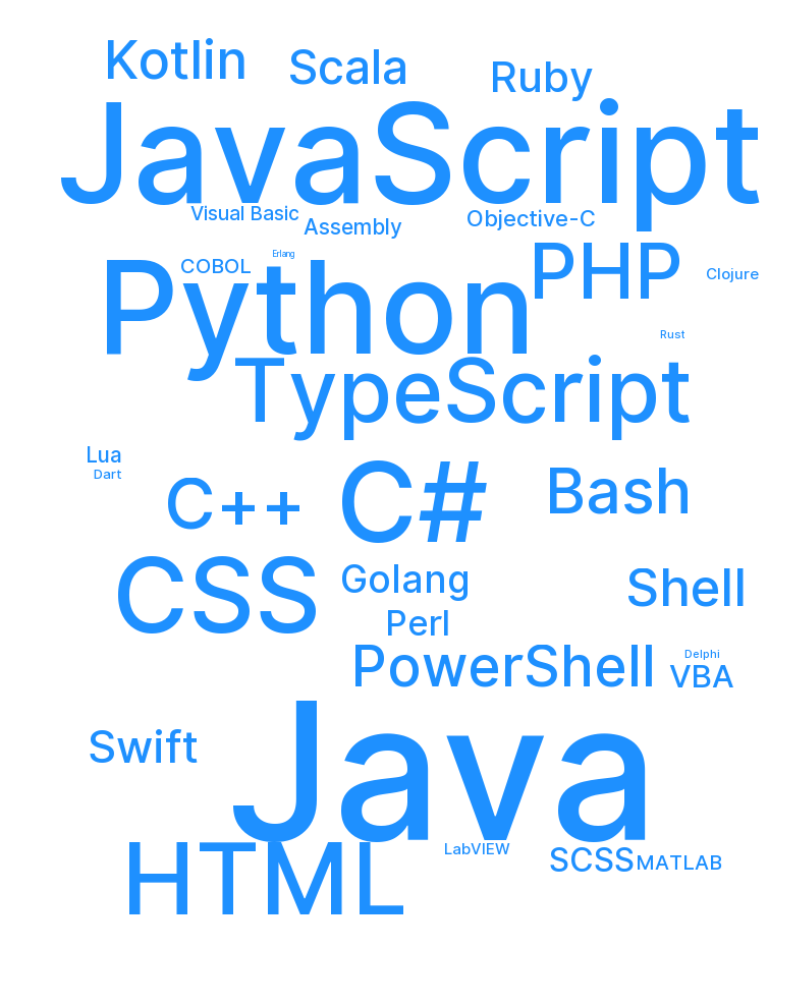 Kotlin
Scala
Ruby
JavaScript
Visual Basic
Assembly
Objective-C
Python
COBOL
Erlang
PHP
Clojure
Rust
TypeScript
Lua
Dart
C++
C#
Bash
CSS
Golang
Shell
Perl
PowerShell
Delphi
VBA
Swift
Java
HTML
LabVIEW
SCSS
MATLAB